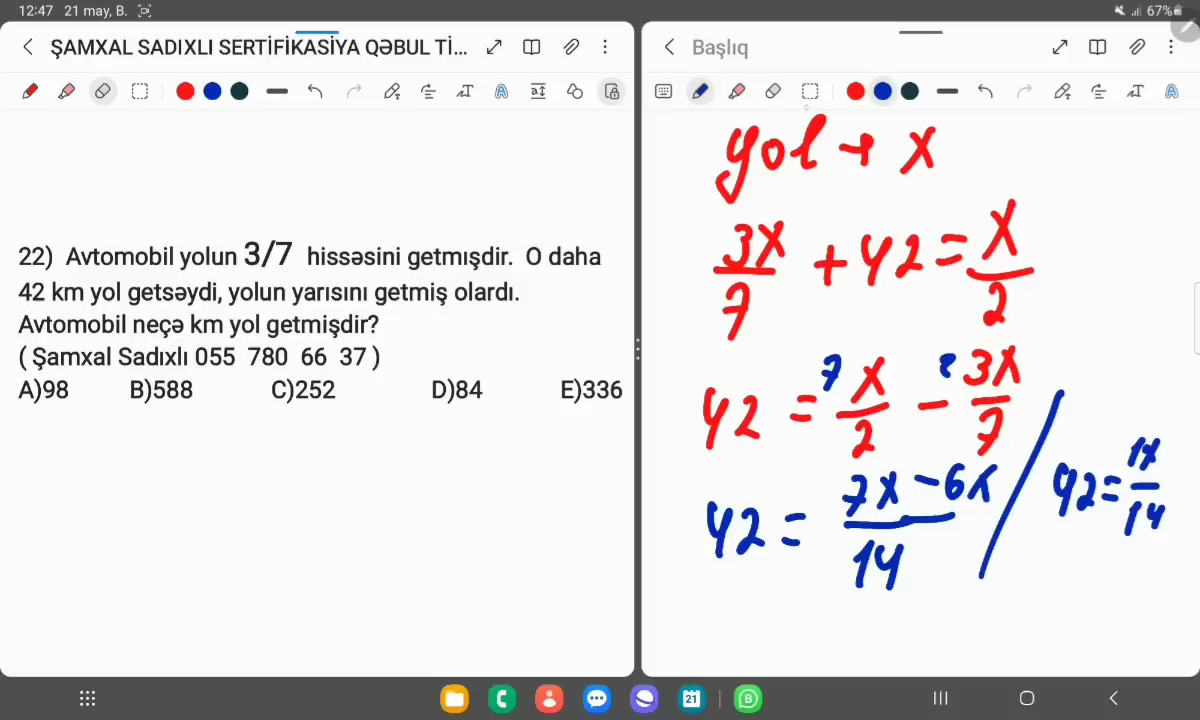 12:47 21 may, B. 67%
ŞAMXAL SADIXLI SERTİFİKASİYA QƏBUL Tİ...
22) Avtomobil yolun 3/7 hissəsini getmışdir. O daha
42 km yol getsəydi, yolun yarısını getmiş olardı.
Avtomobil neçə km yol getmişdir?
( Şamxal Sadıxlı 055 780 66 37 )
A)98 B)588 C)252 D)84 E)336
Başlıq
yol → x
3x/7 + 42 = x/2
42 = 7 x/2 - 2 3x/7
42 = 7x - 6x/14
42 = 1x/14
21